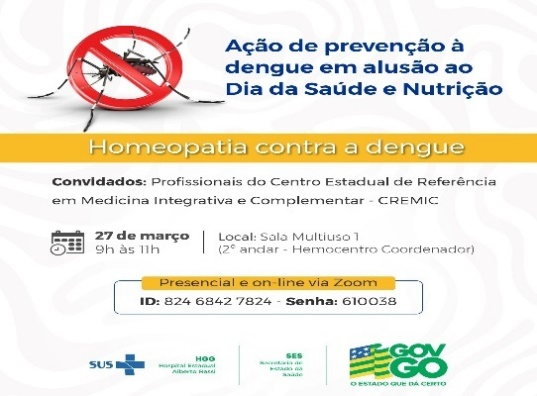 Ação de prevenção à
dengue em alusão ao
Dia da Saúde e Nutrição
Homeopatia contra a dengue
Convidados: Profissionais do Centro Estadual de Referência
em Medicina Integrativa e Complementar - CREMIC
27 de março
9h às 11h
Local: Sala Multiuso 1
(2º andar - Hemocentro Coordenador)
Presencial e on-line via Zoom
ID: 824 6842 7824 - Senha: 610038
SUS
HGG
Hospital Estadual
Alberto Rassi
SES
Secretaria de
Estado da
Saúde
GOV
GO
O ESTADO QUE DÁ CERTO